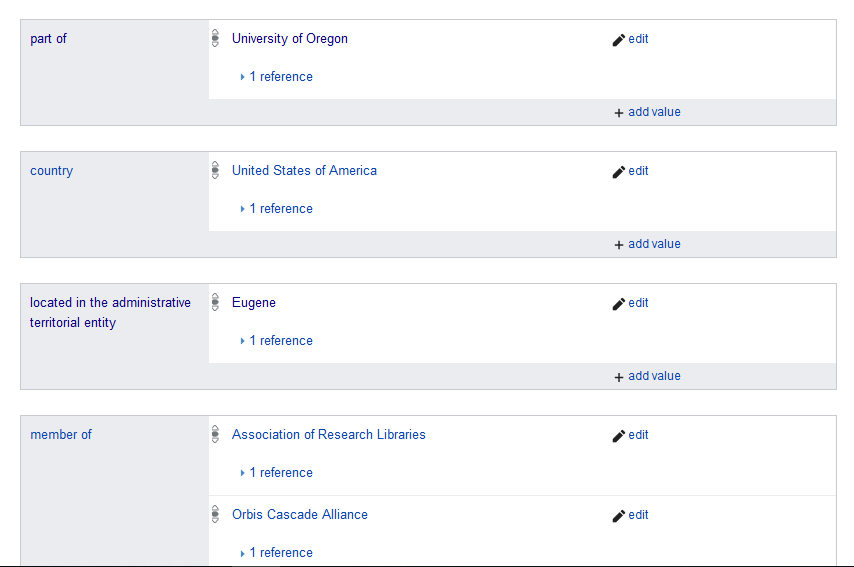 part of
University of Oregon
edit
1 reference
+ add value
country
United States of America
edit
1 reference
+ add value
located in the administrative
territorial entity
Eugene
edit
1 reference
+ add value
member of
Association of Research Libraries
edit
1 reference
Orbis Cascade Alliance
edit
1 reference